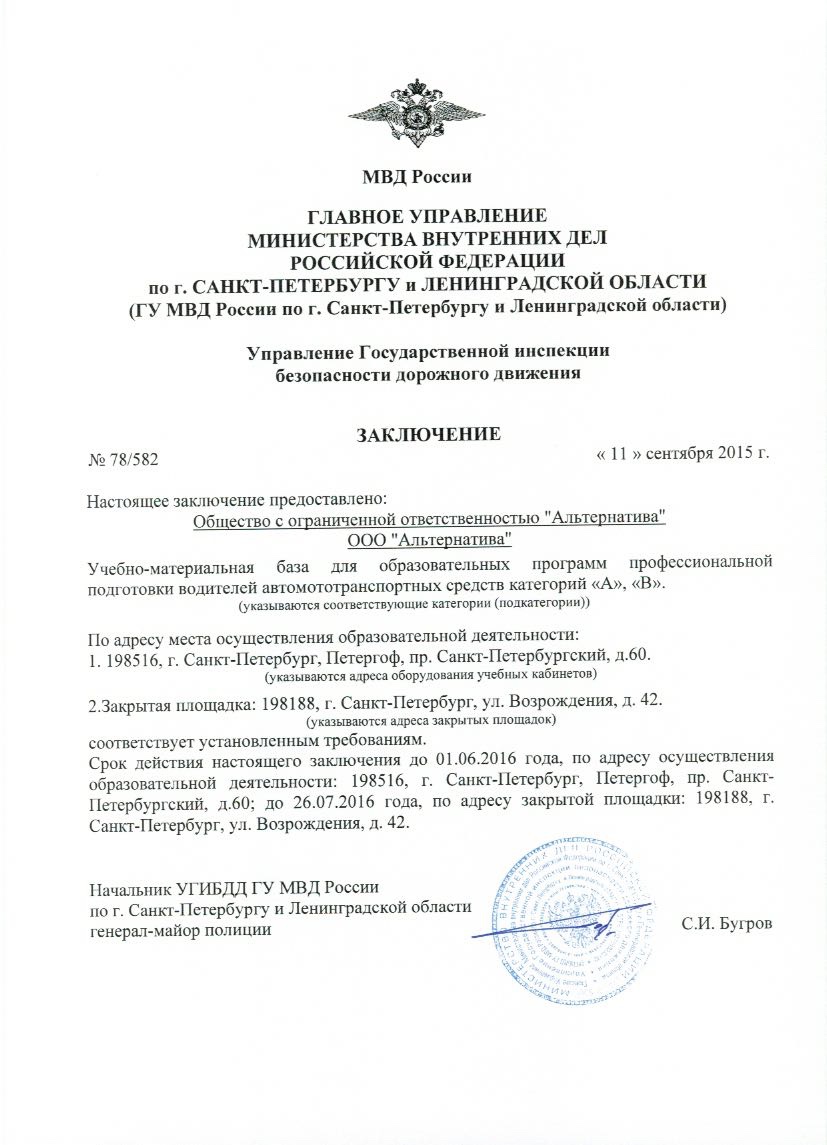 МВД России
ГЛАВНОЕ УПРАВЛЕНИЕ
МИНИСТЕРСТВА ВНУТРЕННИХ ДЕЛ
РОССИЙСКОЙ ФЕДЕРАЦИИ
по г. САНКТ-ПЕТЕРБУРГУ и ЛЕНИНГРАДСКОЙ ОБЛАСТИ
(ГУ МВД России по г. Санкт-Петербургу и Ленинградской области)
Управление Государственной инспекции
безопасности дорожного движения
ЗАКЛЮЧЕНИЕ
№ 78/582 « 11 » сентября 2015 г.
Настоящее заключение предоставлено:
Общество с ограниченной ответственностью "Альтернатива"
ООО "Альтернатива"
Учебно-материальная база для образовательных программ профессиональной
подготовки водителей автомототранспортных средств категорий «А», «В».
(указываются соответствующие категории (подкатегории))
По адресу места осуществления образовательной деятельности:
1. 198516, г. Санкт-Петербург, Петергоф, пр. Санкт-Петербургский, д.60.
(указываются адреса оборудования учебных кабинетов)
2.Закрытая площадка: 198188, г. Санкт-Петербург, ул. Возрождения, д. 42.
(указываются адреса закрытых площадок)
соответствует установленным требованиям.
Срок действия настоящего заключения до 01.06.2016 года, по адресу осуществления
образовательной деятельности: 198516, г. Санкт-Петербург, Петергоф, пр. Санкт-
Петербургский, д.60; до 26.07.2016 года, по адресу закрытой площадки: 198188, г.
Санкт-Петербург, ул. Возрождения, д. 42.
Начальник УГИБДД ГУ МВД России
по г. Санкт-Петербургу и Ленинградской области
генерал-майор полиции С.И. Бугров